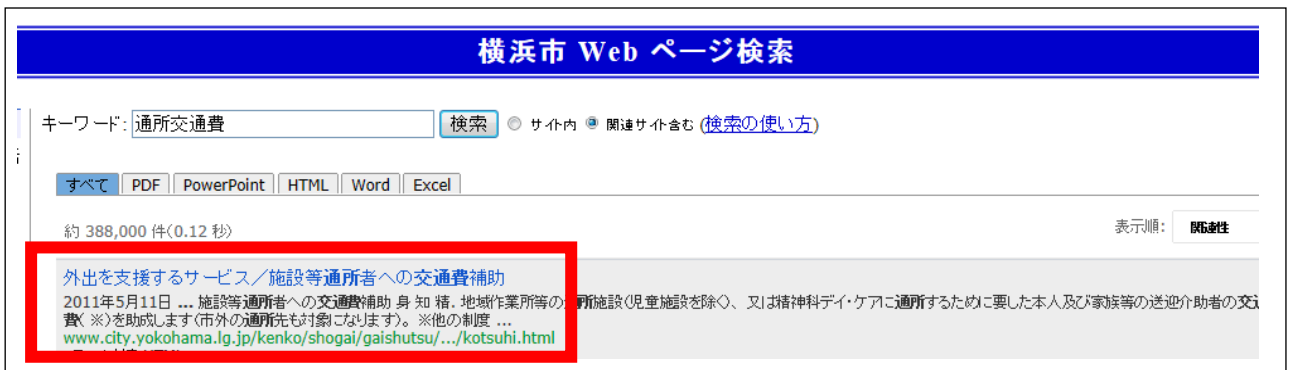 横浜市 Web ページ検索
キーワード: 通所交通費 検索 サイト内 関連サイト含む (検索の使い方)
すべて PDF PowerPoint HTML Word Excel
約 388,000 件(0.12 秒) 表示順: 関連性
外出を支援するサービス／施設等通所者への交通費補助
2011年5月11日 ... 施設等通所者への交通費補助 身 知 精. 地域作業所等の通所施設(児童施設を除く)、又は精神科デイ・ケアに通所するために要した本人及び家族等の送迎介助者の交通
費( ※)を助成します(市外の通所先も対象になります)。※他の制度 ...
www.city.yokohama.lg.jp/kenko/shogai/gaishutsu/.../kotsuhi.html